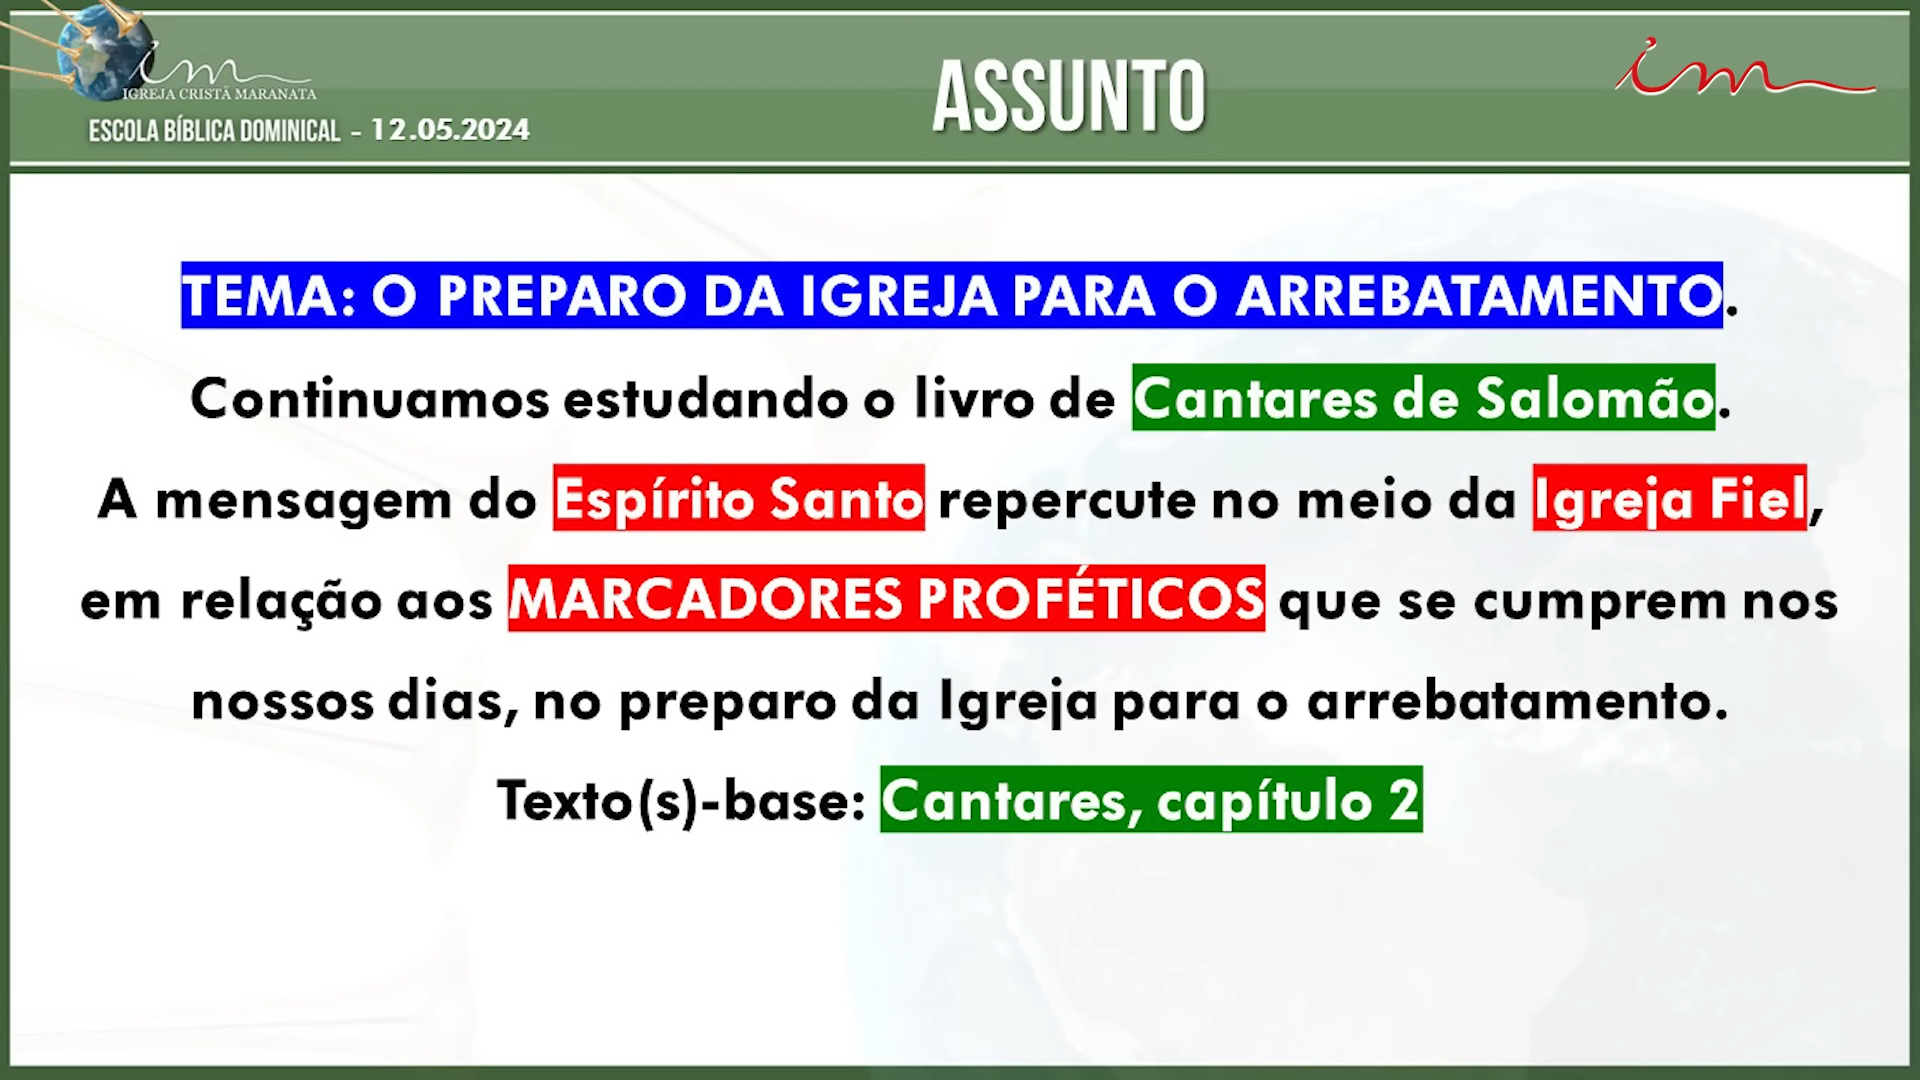 im
IGREJA CRISTÃ MARANATA
ESCOLA BÍBLICA DOMINICAL - 12.05.2024
ASSUNTO
im
TEMA: O PREPARO DA IGREJA PARA O ARREBATAMENTO.
Continuamos estudando o livro de Cantares de Salomão.
A mensagem do Espírito Santo repercute no meio da Igreja Fiel,
em relação aos MARCADORES PROFÉTICOS que se cumprem nos
nossos dias, no preparo da Igreja para o arrebatamento.
Texto(s)-base: Cantares, capítulo 2